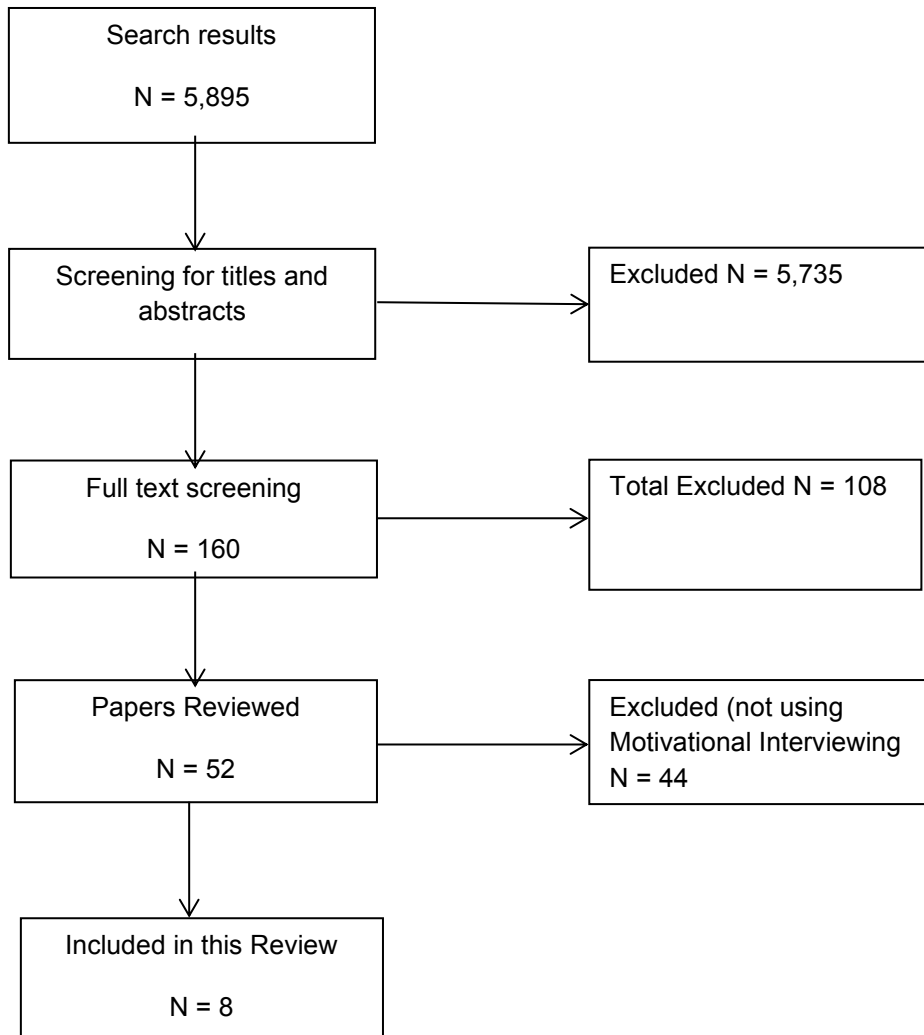 Search results
N = 5,895
Screening for titles and
abstracts
Excluded N = 5,735
Full text screening
N = 160
Total Excluded N = 108
Papers Reviewed
N = 52
Excluded (not using
Motivational Interviewing
N = 44
Included in this Review
N = 8